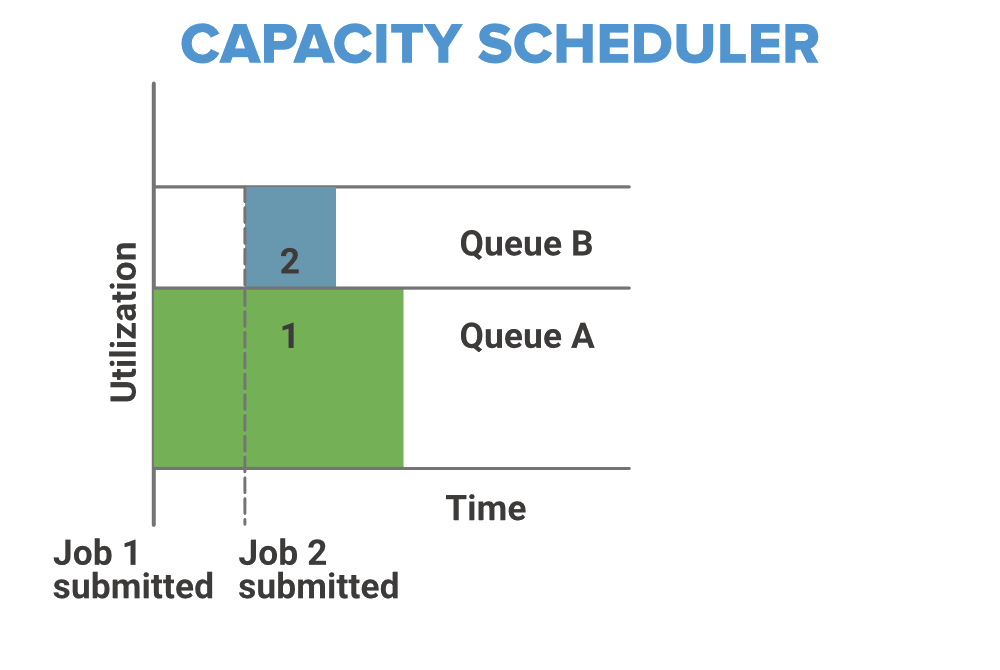 CAPACITY SCHEDULER
2
Queue B
1
Queue A
Utilization
Time
Job 1
submitted
Job 2
submitted